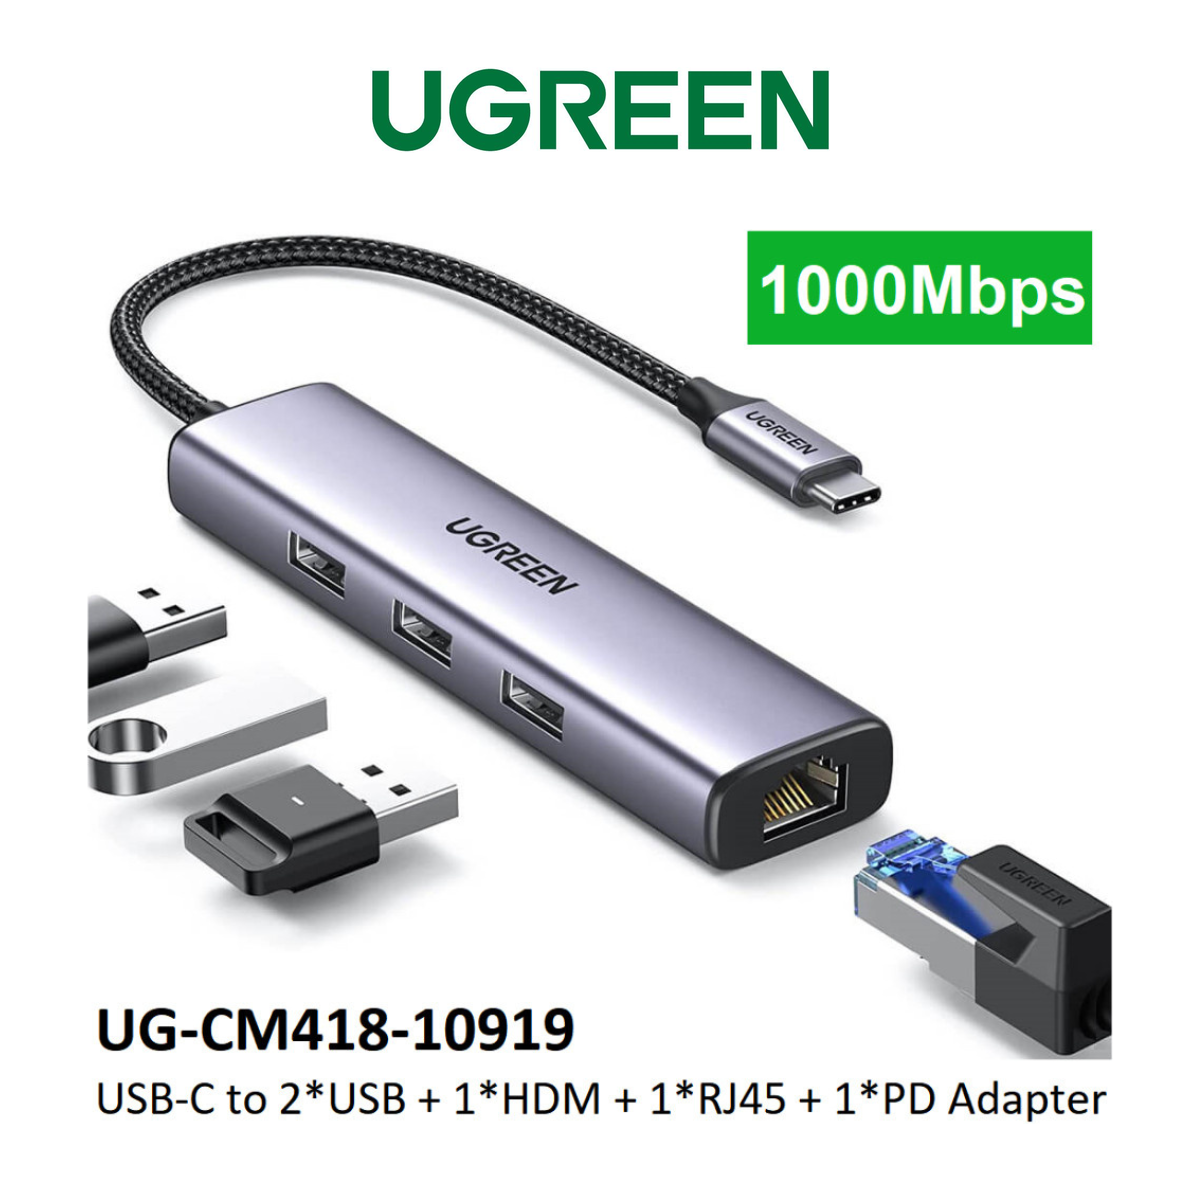 UGREEN
1000Mbps
UGREEN
UGREEN
UGREEN
UG-CM418-10919
USB-C to 2*USB + 1*HDM + 1*RJ45 + 1*PD Adapter